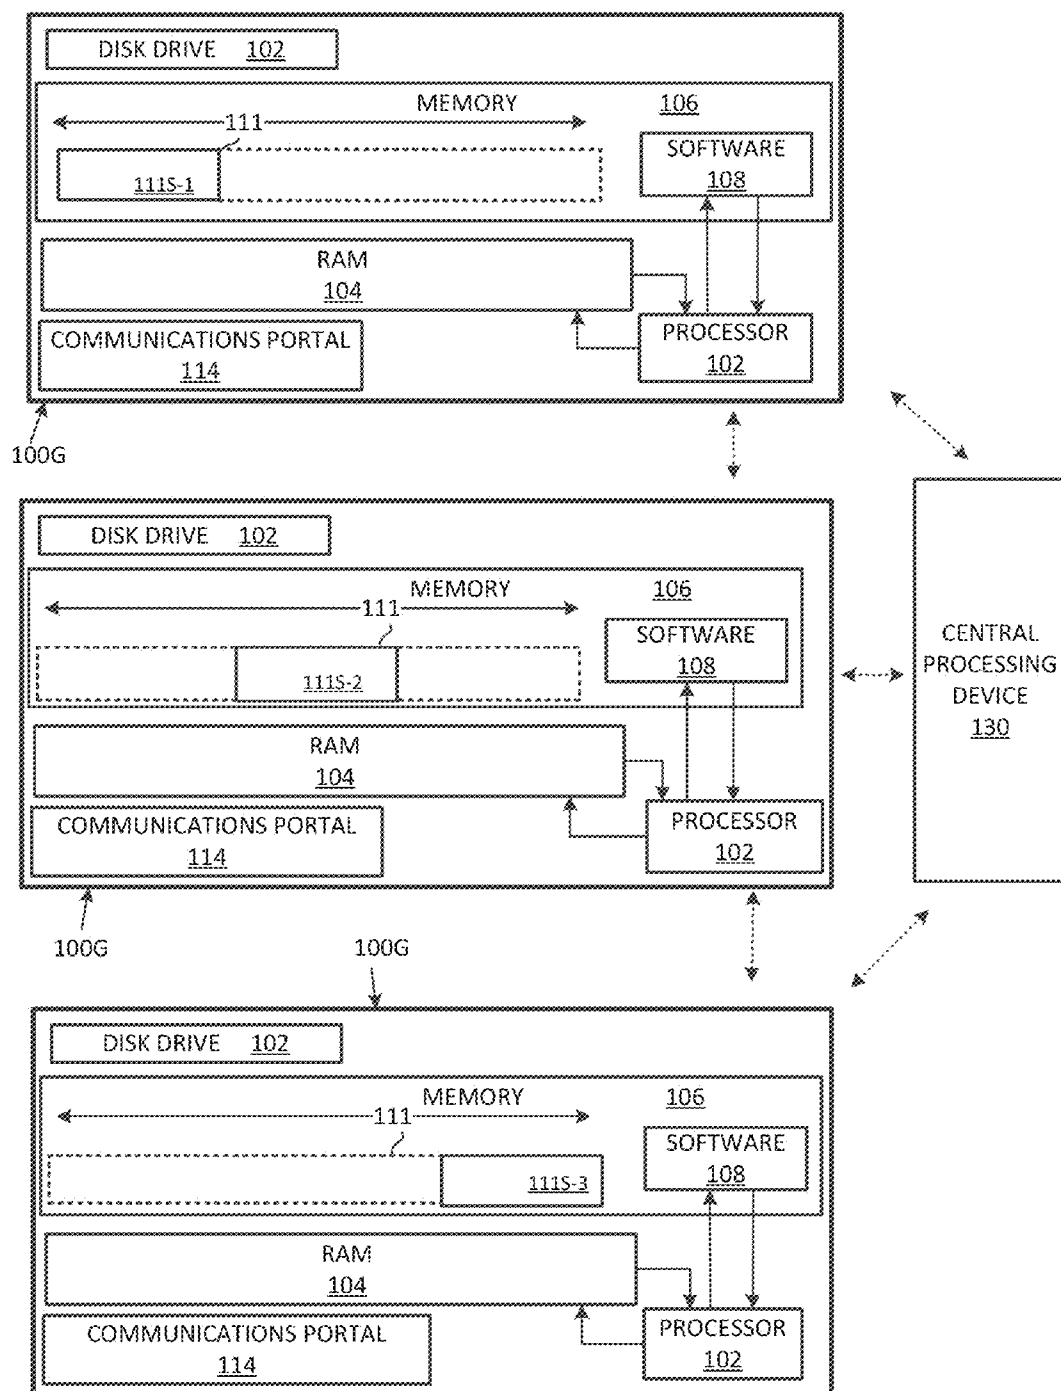 DISK DRIVE 102
MEMORY 106
111
111S-1
SOFTWARE
108
RAM
104
COMMUNICATIONS PORTAL
114
PROCESSOR
102
100G
DISK DRIVE 102
MEMORY 106
111
111S-2
SOFTWARE
108
RAM
104
COMMUNICATIONS PORTAL
114
PROCESSOR
102
CENTRAL
PROCESSING
DEVICE
130
100G
100G
DISK DRIVE 102
MEMORY 106
111
111S-3
SOFTWARE
108
RAM
104
COMMUNICATIONS PORTAL
114
PROCESSOR
102